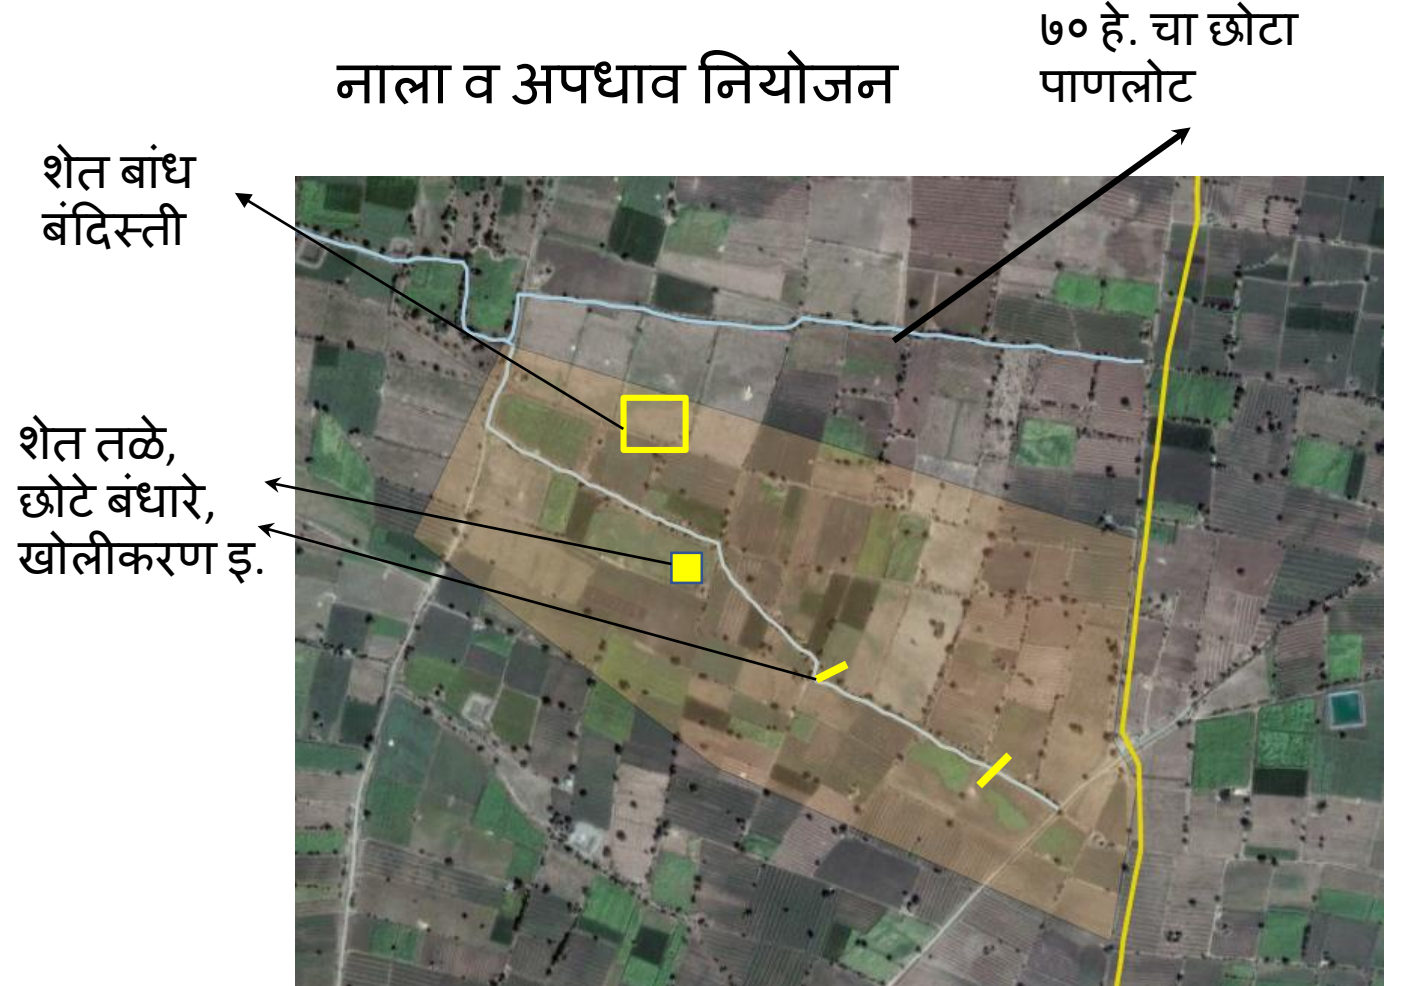 ७० हे. चा छोटा
पाणलोट
नाला व अपधाव नियोजन
शेत बांध
बंदिस्ती
शेत तळे,
छोटे बंधारे,
खोलीकरण इ.